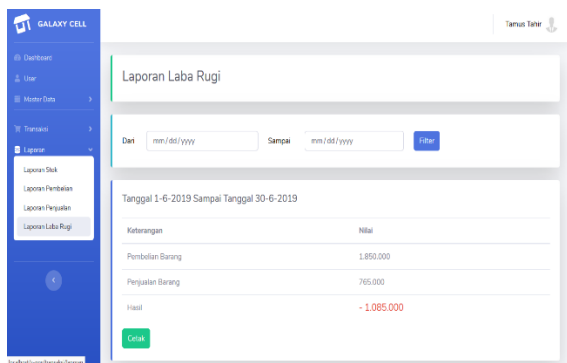 GALAXY CELL
Tamus Tahir
Dashboard
User
Master Data
Transaksi
Laporan
Laporan Stok
Laporan Pembelian
Laporan Penjualan
Laporan Laba Rugi
Laporan Laba Rugi
Dari mm/dd/yyyy Sampai mm/dd/yyyy Filter
Tanggal 1-6-2019 Sampai Tanggal 30-6-2019
Keterangan Nilai
Pembelian Barang 1.850.000
Penjualan Barang 765.000
Hasil - 1.085.000
Cetak